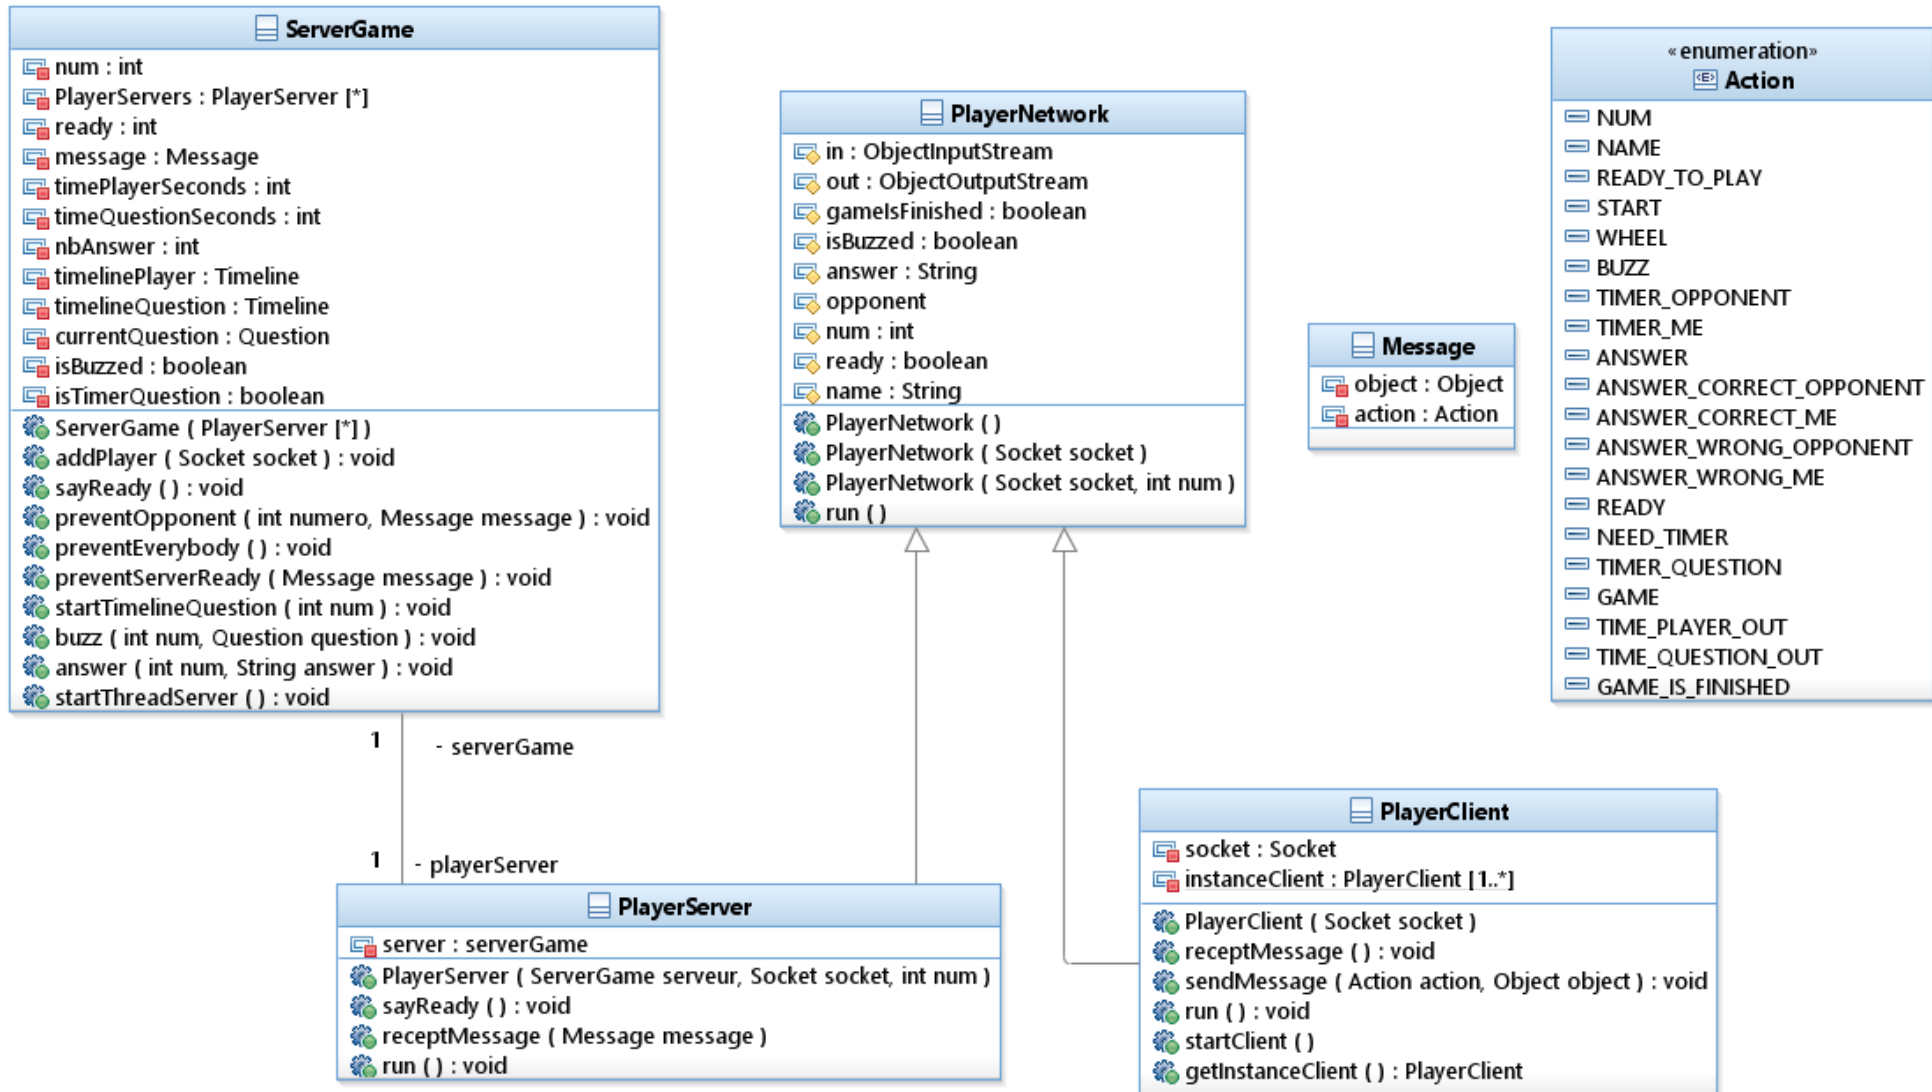 ServerGame
num : int
PlayerServers : PlayerServer [*]
ready : int
message : Message
timePlayerSeconds : int
timeQuestionSeconds : int
nbAnswer : int
timelinePlayer : Timeline
timelineQuestion : Timeline
currentQuestion : Question
isBuzzed : boolean
isTimerQuestion : boolean
ServerGame ( PlayerServer [*] )
addPlayer ( Socket socket ) : void
sayReady ( ) : void
preventOpponent ( int numero, Message message ) : void
preventEverybody ( ) : void
preventServerReady ( Message message ) : void
startTimelineQuestion ( int num ) : void
buzz ( int num, Question question ) : void
answer ( int num, String answer ) : void
startThreadServer ( ) : void
PlayerNetwork
in : ObjectInputStream
out : ObjectOutputStream
gameIsFinished : boolean
isBuzzed : boolean
answer : String
opponent
num : int
ready : boolean
name : String
PlayerNetwork ( )
PlayerNetwork ( Socket socket )
PlayerNetwork ( Socket socket, int num )
run ( )
Message
object : Object
action : Action
«enumeration»
<E> Action
NUM
NAME
READY_TO_PLAY
START
WHEEL
BUZZ
TIMER_OPPONENT
TIMER_ME
ANSWER
ANSWER_CORRECT_OPPONENT
ANSWER_CORRECT_ME
ANSWER_WRONG_OPPONENT
ANSWER_WRONG_ME
READY
NEED_TIMER
TIMER_QUESTION
GAME
TIME_PLAYER_OUT
TIME_QUESTION_OUT
GAME_IS_FINISHED
1
- serverGame
1
- playerServer
PlayerServer
server : serverGame
PlayerServer ( ServerGame serveur, Socket socket, int num )
sayReady ( ) : void
receptMessage ( Message message )
run ( ) : void
PlayerClient
socket : Socket
instanceClient : PlayerClient [1..*]
PlayerClient ( Socket socket )
receptMessage ( ) : void
sendMessage ( Action action, Object object ) : void
run ( ) : void
startClient ( )
getInstanceClient ( ) : PlayerClient